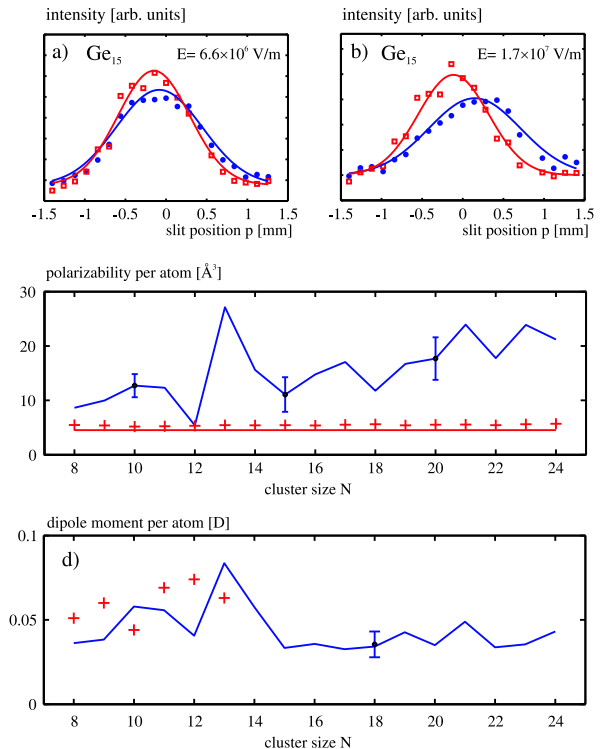 intensity [arb. units]
intensity [arb. units]
a)
Ge₁₅
E= 6.6×10⁶ V/m
b)
Ge₁₅
E= 1.7×10⁷ V/m
-1.5 -1 -0.5 0 0.5 1 1.5
-1.5 -1 -0.5 0 0.5 1 1.5
slit position p [mm]
slit position p [mm]
polarizability per atom [Å³]
30
20
10
0
8 10 12 14 16 18 20 22 24
cluster size N
dipole moment per atom [D]
0.1
d)
0.05
0
8 10 12 14 16 18 20 22 24
cluster size N